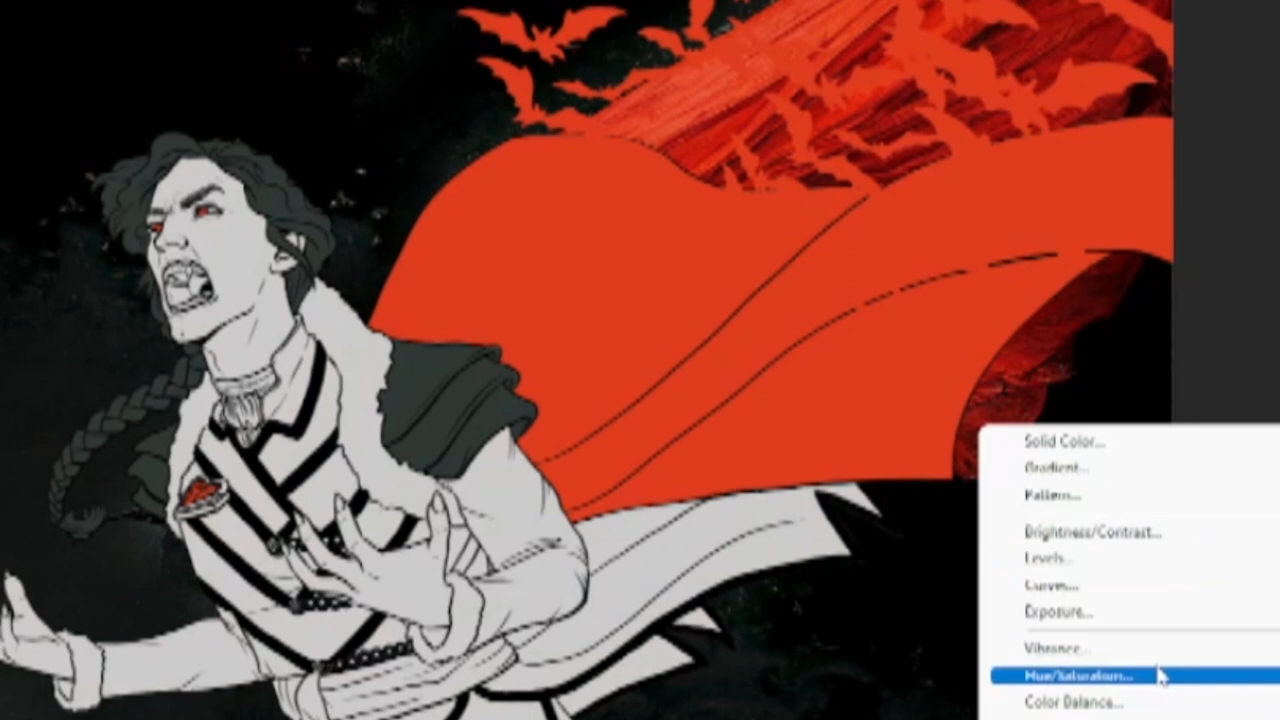 Solid Color...
Gradient...
Pattern...
Brightness/Contrast...
Levels...
Curves...
Exposure...
Vibrance...
Hue/Saturation...
Color Balance...